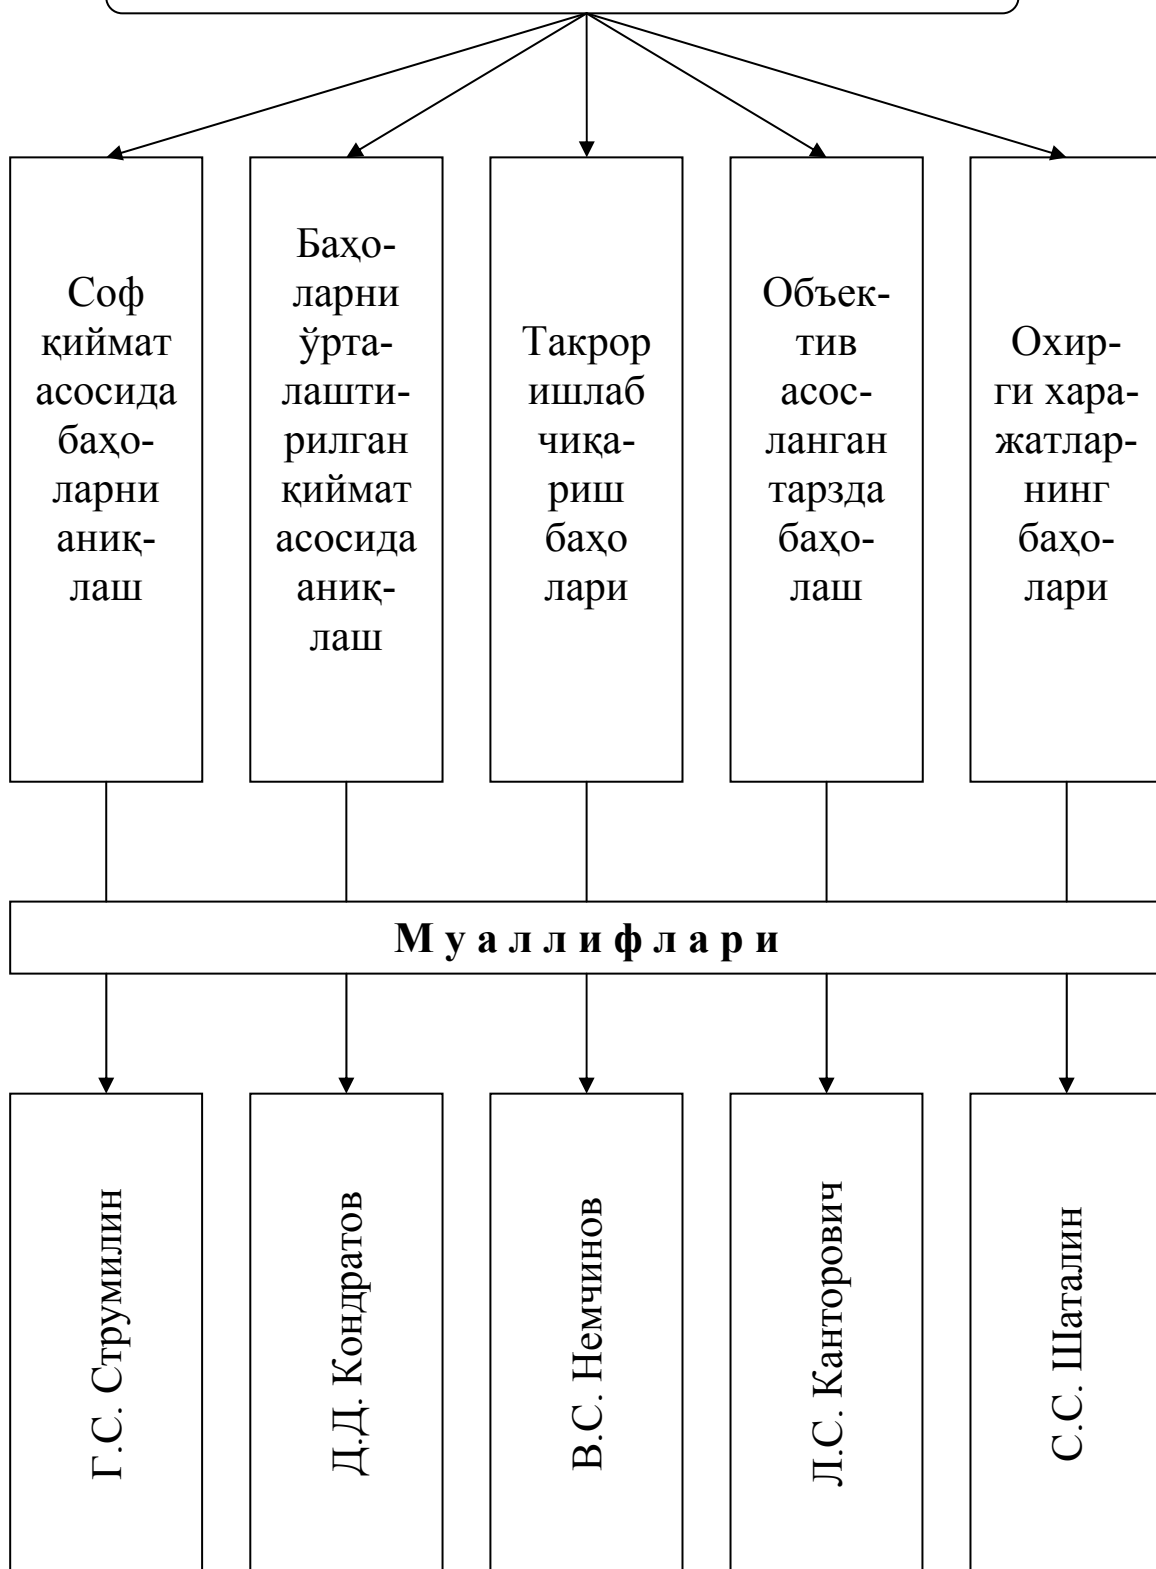 Соф
қиймат
асосида
баҳо-
ларни
аниқ-
лаш
Баҳо-
ларни
ўрта-
лашти-
рилган
қиймат
асосида
аниқ-
лаш
Такрор
ишлаб
чиқа-
риш
баҳо
лари
Объек-
тив
асос-
ланган
тарзда
баҳо-
лаш
Охир-
ги хара-
жатлар-
нинг
баҳо-
лари
М у а л л и ф л а р и
Г.С. Струмилин
Д.Д. Кондратов
В.С. Немчинов
Л.С. Канторович
С.С. Шаталин